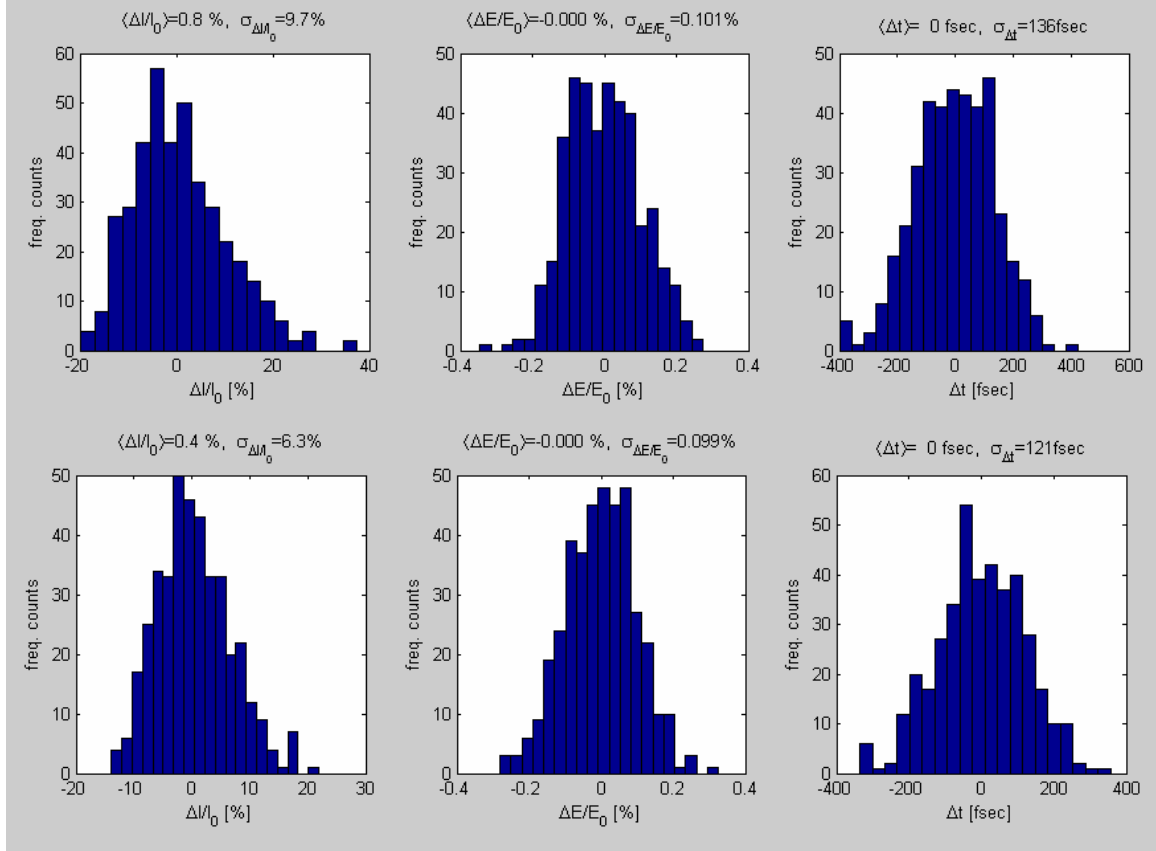 ⟨ΔI/I₀⟩=0.8 %, σ_ΔI/I₀=9.7%
60
50
40
30
20
10
0
freq. counts
-20 0 20 40
ΔI/I₀ [%]
⟨ΔE/E₀⟩=-0.000 %, σ_ΔE/E₀=0.101%
50
40
30
20
10
0
freq. counts
-0.4 -0.2 0 0.2 0.4
ΔE/E₀ [%]
⟨Δt⟩= 0 fsec, σ_Δt=136fsec
50
40
30
20
10
0
freq. counts
-400 -200 0 200 400 600
Δt [fsec]
⟨ΔI/I₀⟩=0.4 %, σ_ΔI/I₀=6.3%
50
40
30
20
10
0
freq. counts
-20 -10 0 10 20 30
ΔI/I₀ [%]
⟨ΔE/E₀⟩=-0.000 %, σ_ΔE/E₀=0.099%
50
40
30
20
10
0
freq. counts
-0.4 -0.2 0 0.2 0.4
ΔE/E₀ [%]
⟨Δt⟩= 0 fsec, σ_Δt=121fsec
60
50
40
30
20
10
0
freq. counts
-400 -200 0 200 400
Δt [fsec]